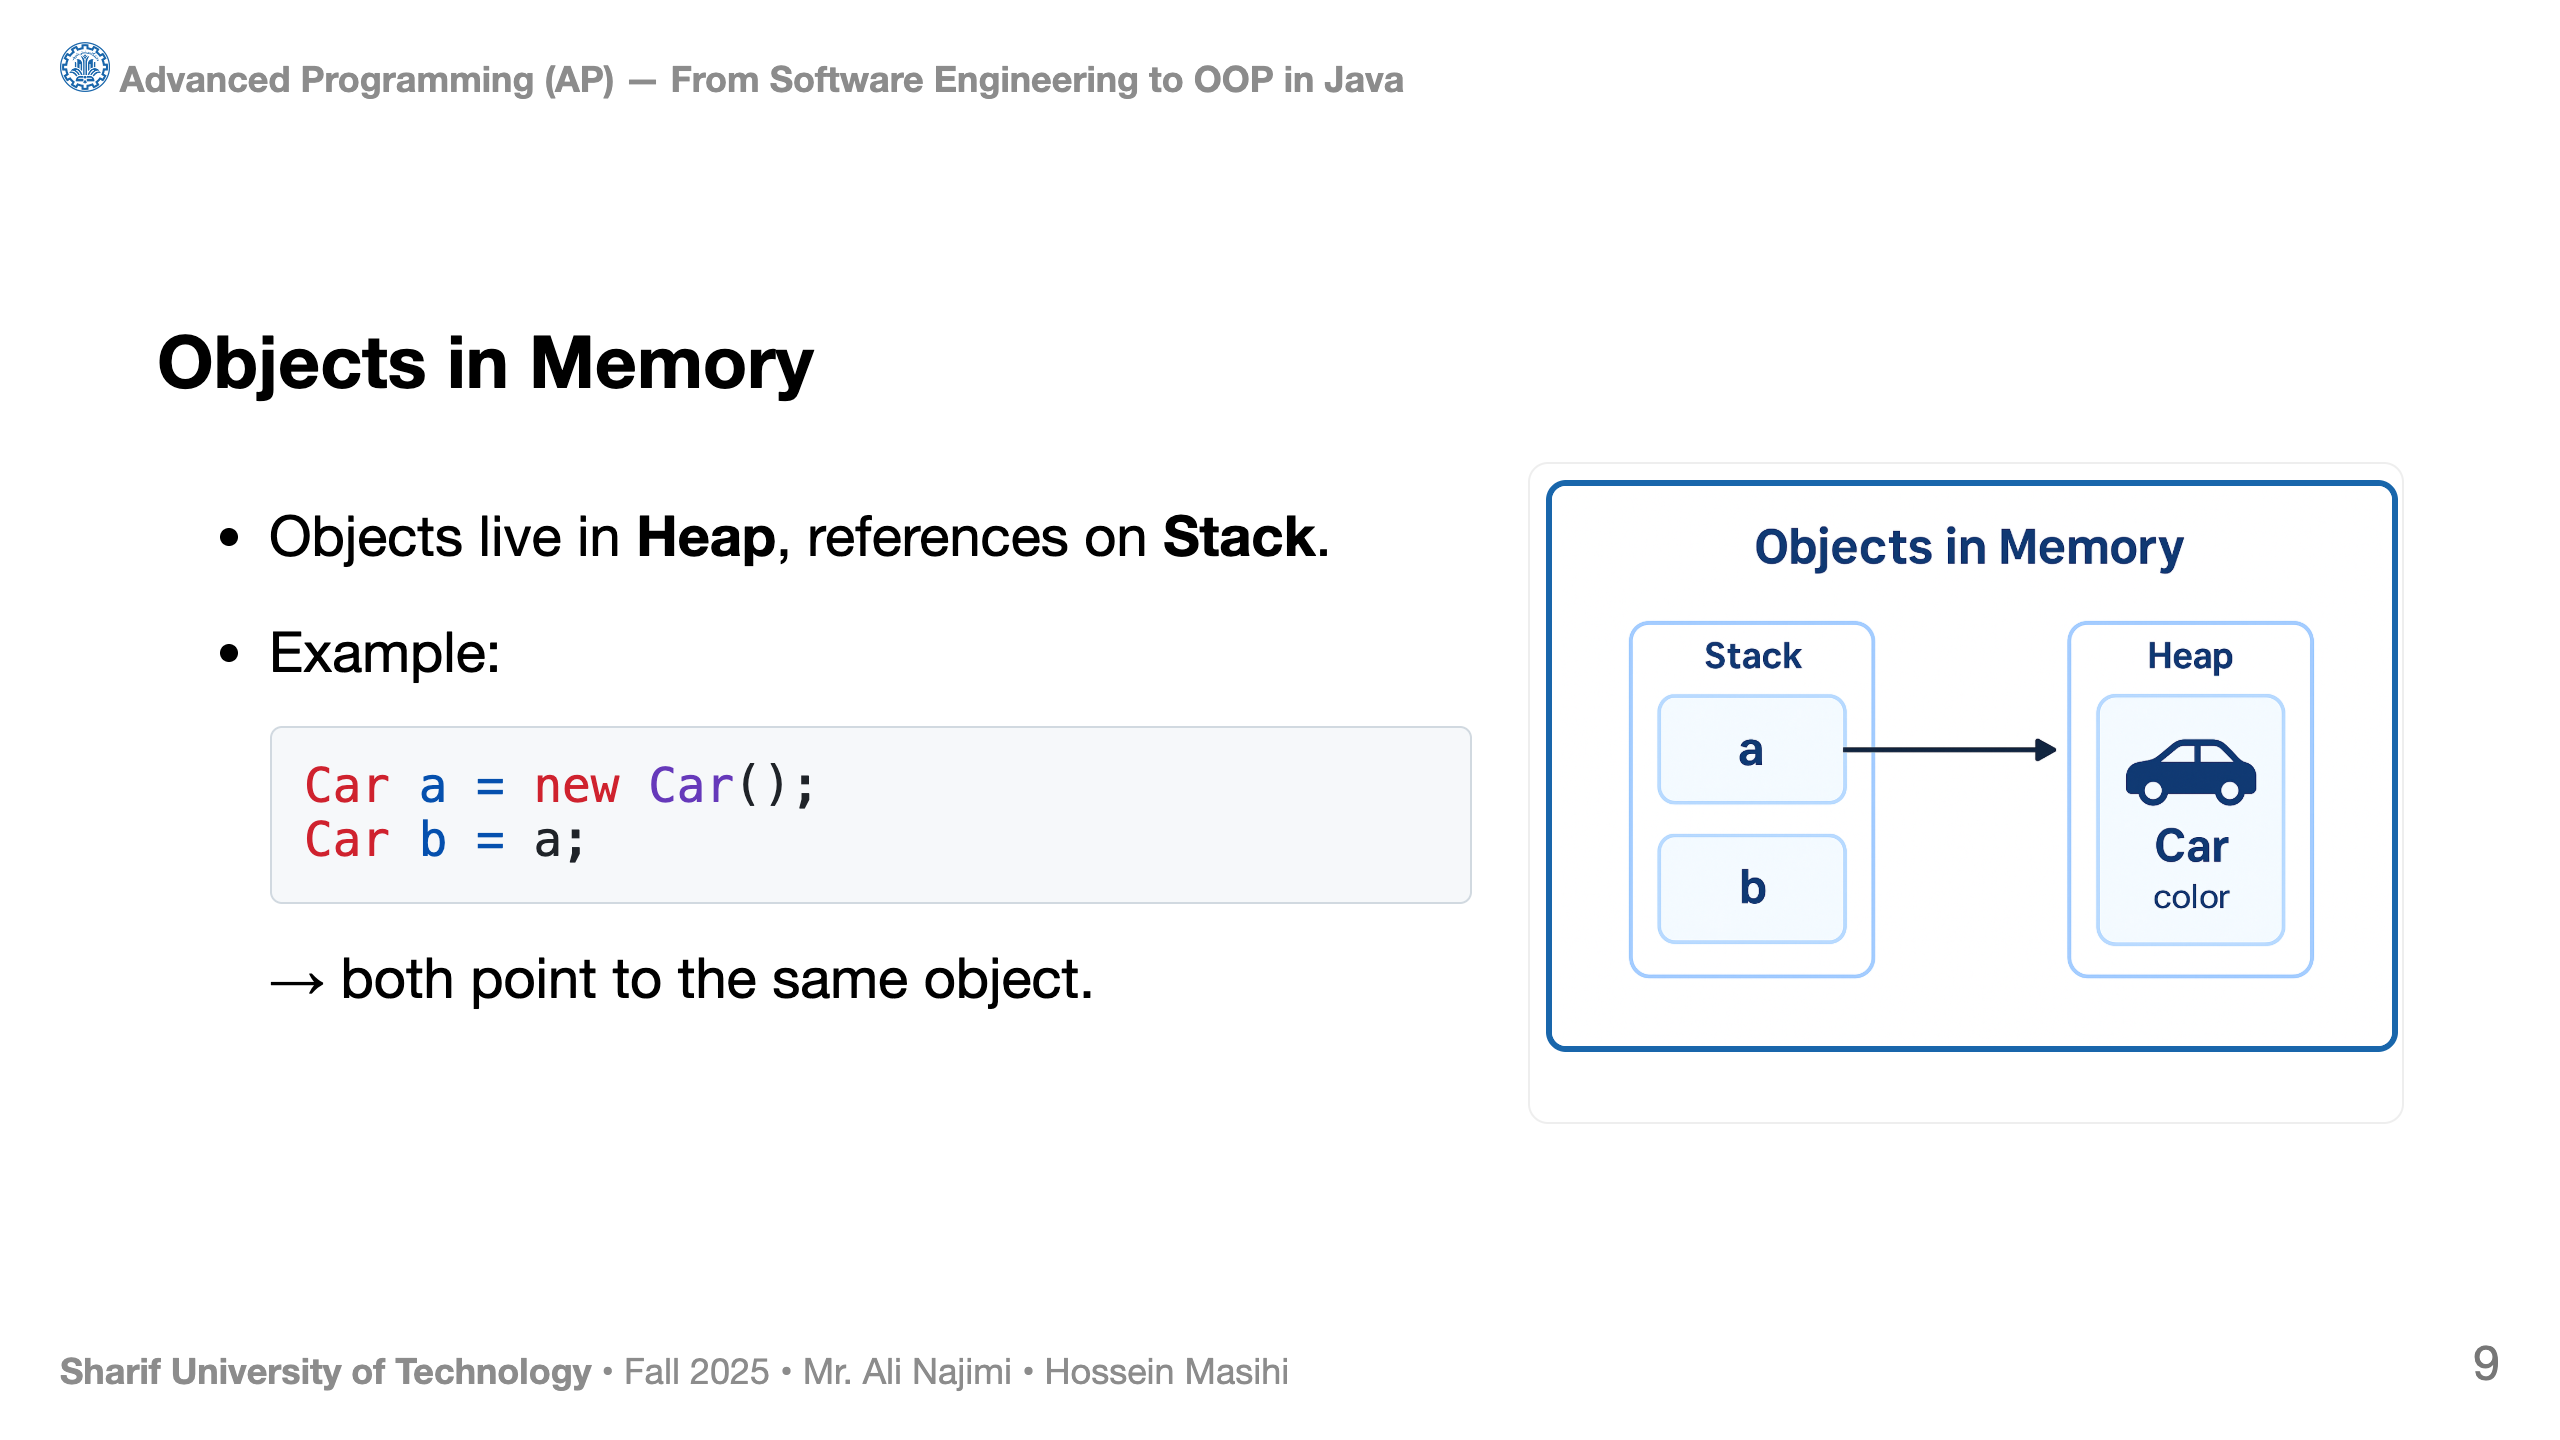 Advanced Programming (AP) — From Software Engineering to OOP in Java
Objects in Memory
• Objects live in Heap, references on Stack.
• Example:
Car a = new Car();
Car b = a;
→ both point to the same object.
Objects in Memory
Stack
a
b
Heap
Car
color
Sharif University of Technology • Fall 2025 • Mr. Ali Najimi • Hossein Masihi
9